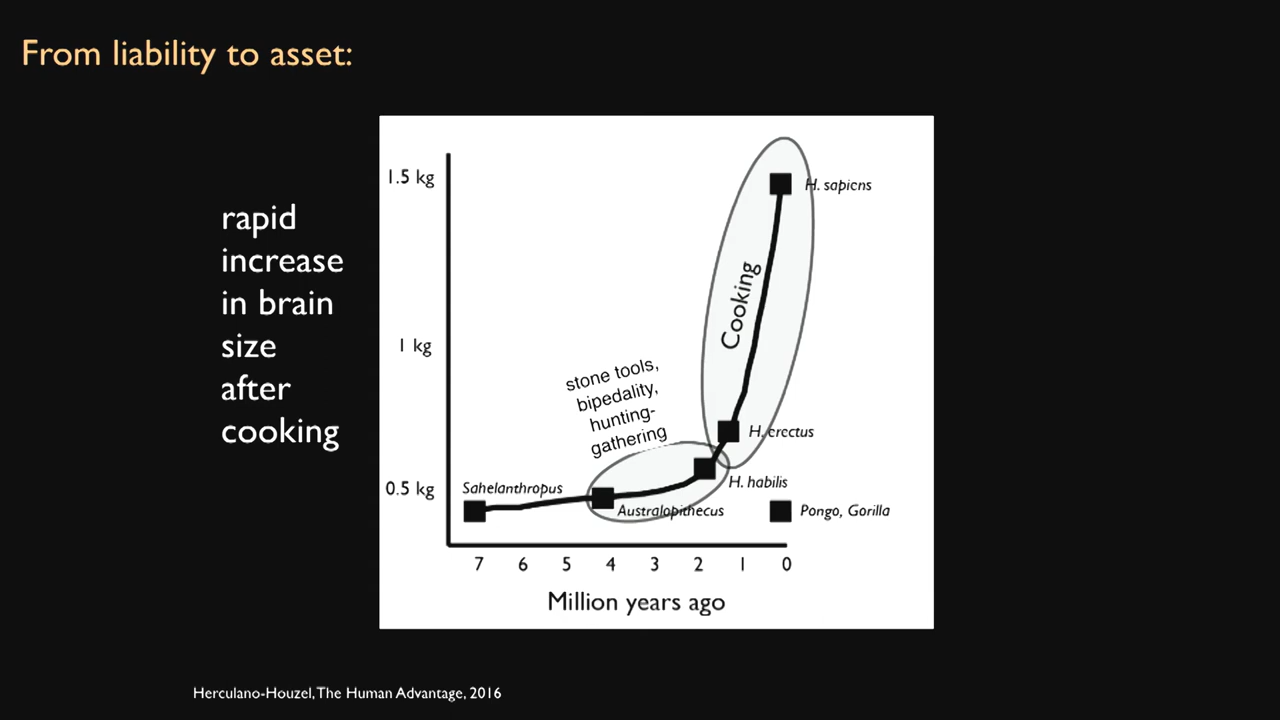 From liability to asset:
rapid
increase
in brain
size
after
cooking
1.5 kg
1 kg
0.5 kg
H. sapiens
Cooking
stone tools,
bipedality,
hunting-
gathering
H. erectus
H. habilis
Sahelanthropus
Australopithecus
Pongo, Gorilla
7 6 5 4 3 2 1 0
Million years ago
Herculano-Houzel, The Human Advantage, 2016